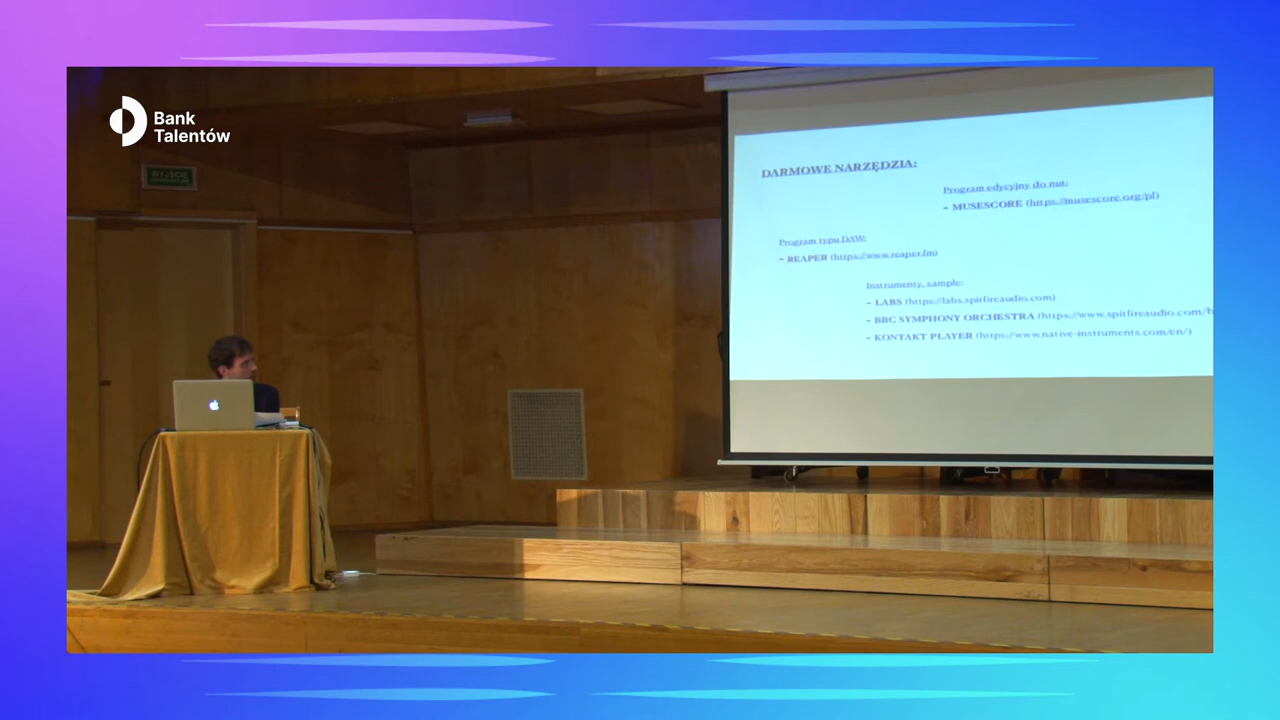 Bank
Talentów
WYJŚCIE
DARMOWE NARZĘDZIA:
Program edycyjny do nut:
- MUSESCORE (https://musescore.org/pl)
Program typu DAW:
- REAPER (https://www.reaper.fm)
Instrumenty, sample:
- LABS (https://labs.spitfireaudio.com)
- BBC SYMPHONY ORCHESTRA (https://www.spitfireaudio.com/b
- KONTAKT PLAYER (https://www.native-instruments.com/en/)